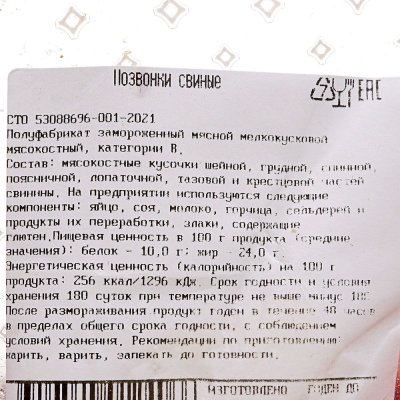 Позвонки свиные
ЕАС
СТО 53088696-001-2021
Полуфабрикат замороженный мясной мелкокусковой
мясокостный, категории В.
Состав: мясокостные кусочки шейной, грудной, спинной,
поясничной, лопаточной, тазовой и крестцовой частей
свинины. На предприятии используются следующие
компоненты: яйцо, соя, молоко, горчица, сельдерей и
продукты их переработки, злаки, содержащие
глютен.Пищевая ценность в 100 г продукта (средние
значения): белок - 10,0 г; жир - 24,0 г.
Энергетическая ценность (калорийность) на 100 г
продукта: 256 ккал/1296 кДж. Срок годности и условия
хранения 180 суток при температуре не выше минус 18С
После размораживания продукт годен в течение 48 часов
в пределах общего срока годности, с соблюдением
условий хранения. Рекомендации по приготовлению:
варить, запекать до готовности.
ИЗГОТОВЛЕНО ГОДЕН ДО